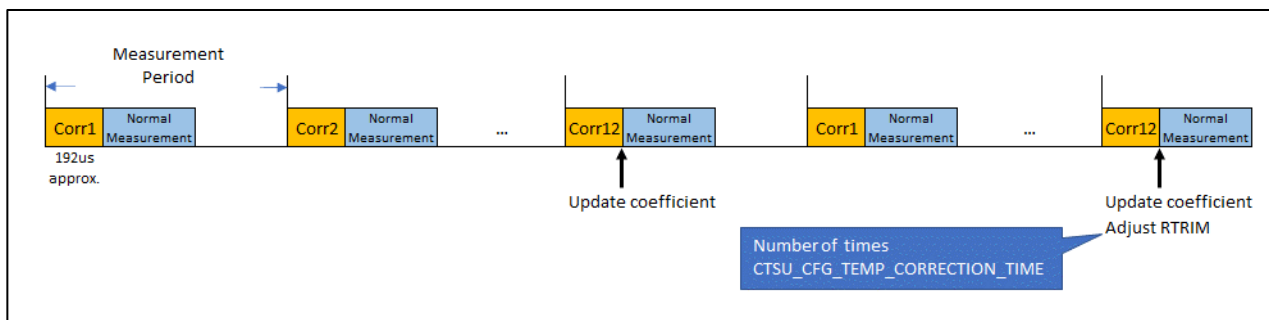 Measurement
Period
Corr1
Normal
Measurement
Corr2
Normal
Measurement
...
Corr12
Normal
Measurement
Corr1
Normal
Measurement
...
Corr12
Normal
Measurement
192us
approx.
Update coefficient
Update coefficient
Adjust RTRIM
Number of times
CTSU_CFG_TEMP_CORRECTION_TIME